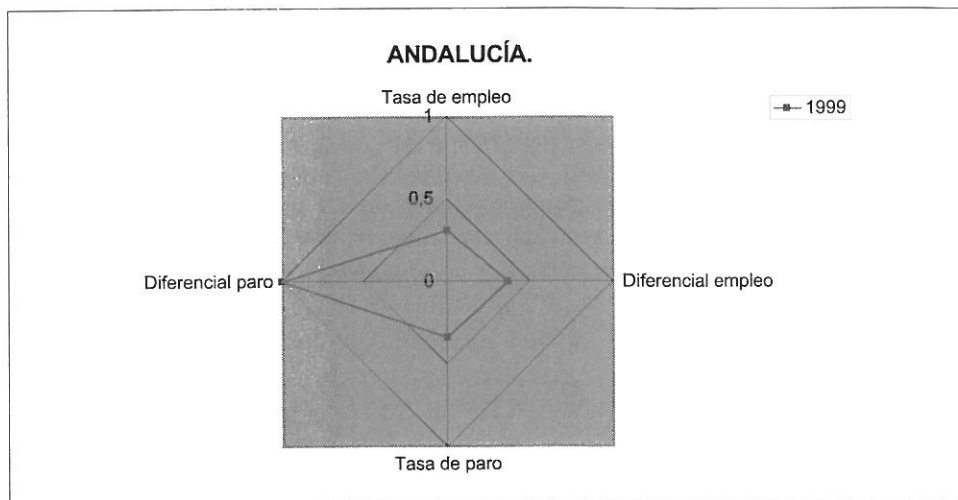 ANDALUCÍA.
Tasa de empleo
1
1999
0,5
Diferencial paro
0
Diferencial empleo
Tasa de paro